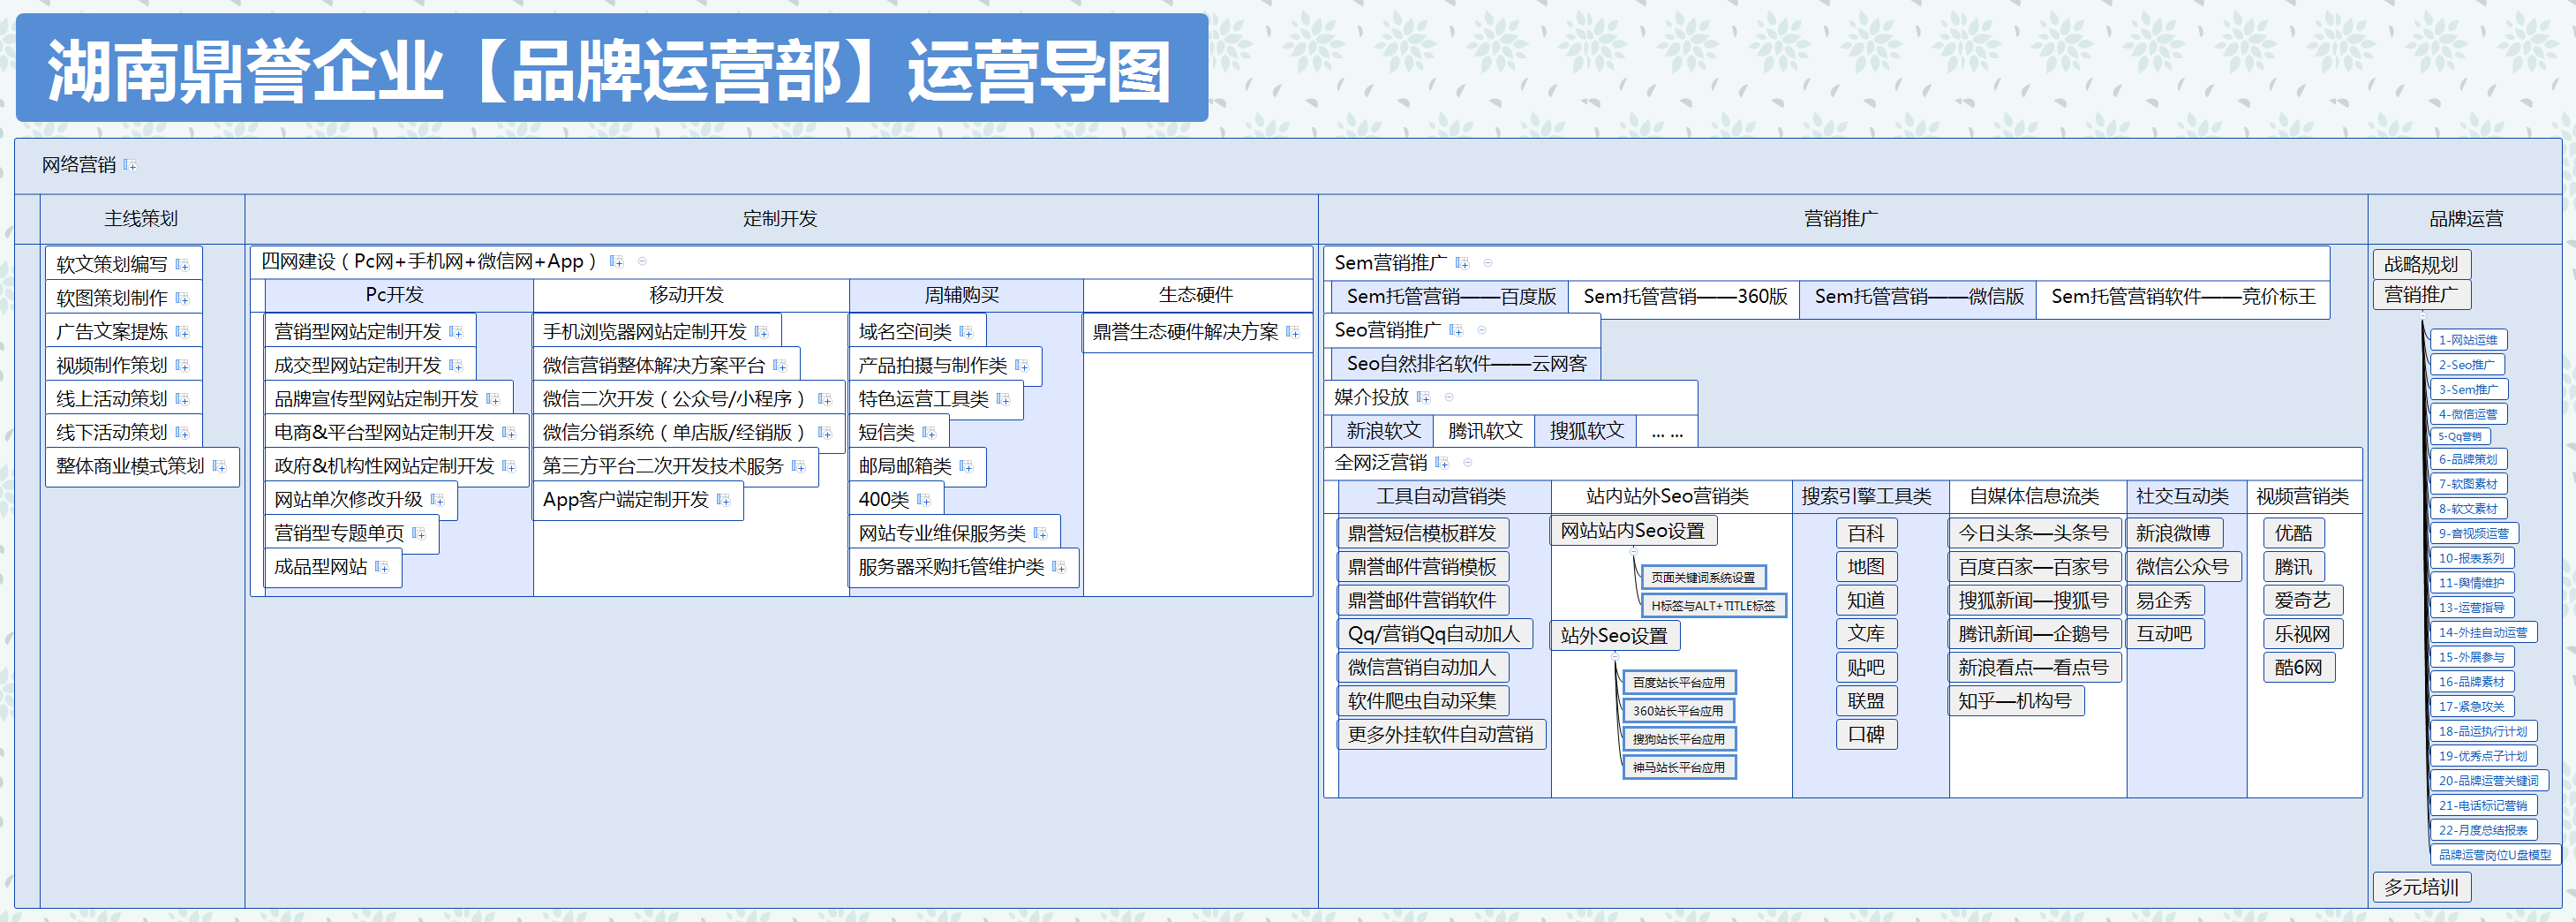 湖南鼎誉企业【品牌运营部】运营导图
网络营销
主线策划
软文策划编写
软图策划制作
广告文案提炼
视频制作策划
线上活动策划
线下活动策划
整体商业模式策划
定制开发
四网建设（Pc网+手机网+微信网+App）
Pc开发
营销型网站定制开发
成交型网站定制开发
品牌宣传型网站定制开发
电商&平台型网站定制开发
政府&机构性网站定制开发
网站单次修改升级
营销型专题单页
成品型网站
移动开发
手机浏览器网站定制开发
微信营销整体解决方案平台
微信二次开发（公众号/小程序）
微信分销系统（单店版/经销版）
第三方平台二次开发技术服务
App客户端定制开发
周辅购买
域名空间类
产品拍摄与制作类
特色运营工具类
短信类
邮局邮箱类
400类
网站专业维保服务类
服务器采购托管维护类
生态硬件
鼎誉生态硬件解决方案
营销推广
Sem营销推广
Sem托管营销——百度版
Sem托管营销——360版
Sem托管营销——微信版
Sem托管营销软件——竞价标王
Seo营销推广
Seo自然排名软件——云网客
媒介投放
新浪软文
腾讯软文
搜狐软文
... ...
全网泛营销
工具自动营销类
鼎誉短信模板群发
鼎誉邮件营销模板
鼎誉邮件营销软件
Qq/营销Qq自动加人
微信营销自动加人
软件爬虫自动采集
更多外挂软件自动营销
站内站外Seo营销类
网站站内Seo设置
页面关键词系统设置
H标签与ALT+TITLE标签
站外Seo设置
百度站长平台应用
360站长平台应用
搜狗站长平台应用
神马站长平台应用
搜索引擎工具类
百科
地图
知道
文库
贴吧
联盟
口碑
自媒体信息流类
今日头条—头条号
百度百家—百家号
搜狐新闻—搜狐号
腾讯新闻—企鹅号
新浪看点—看点号
知乎—机构号
社交互动类
新浪微博
微信公众号
易企秀
互动吧
视频营销类
优酷
腾讯
爱奇艺
乐视网
酷6网
品牌运营
战略规划
营销推广
1-网站运维
2-Seo推广
3-Sem推广
4-微信运营
5-Qq营销
6-品牌策划
7-软图素材
8-软文素材
9-音视频运营
10-报表系列
11-舆情维护
13-运营指导
14-外挂自动运营
15-外展参与
16-品牌素材
17-紧急攻关
18-品运执行计划
19-优秀点子计划
20-品牌运营关键词
21-电话标记营销
22-月度总结报表
品牌运营岗位U盘模型
多元培训